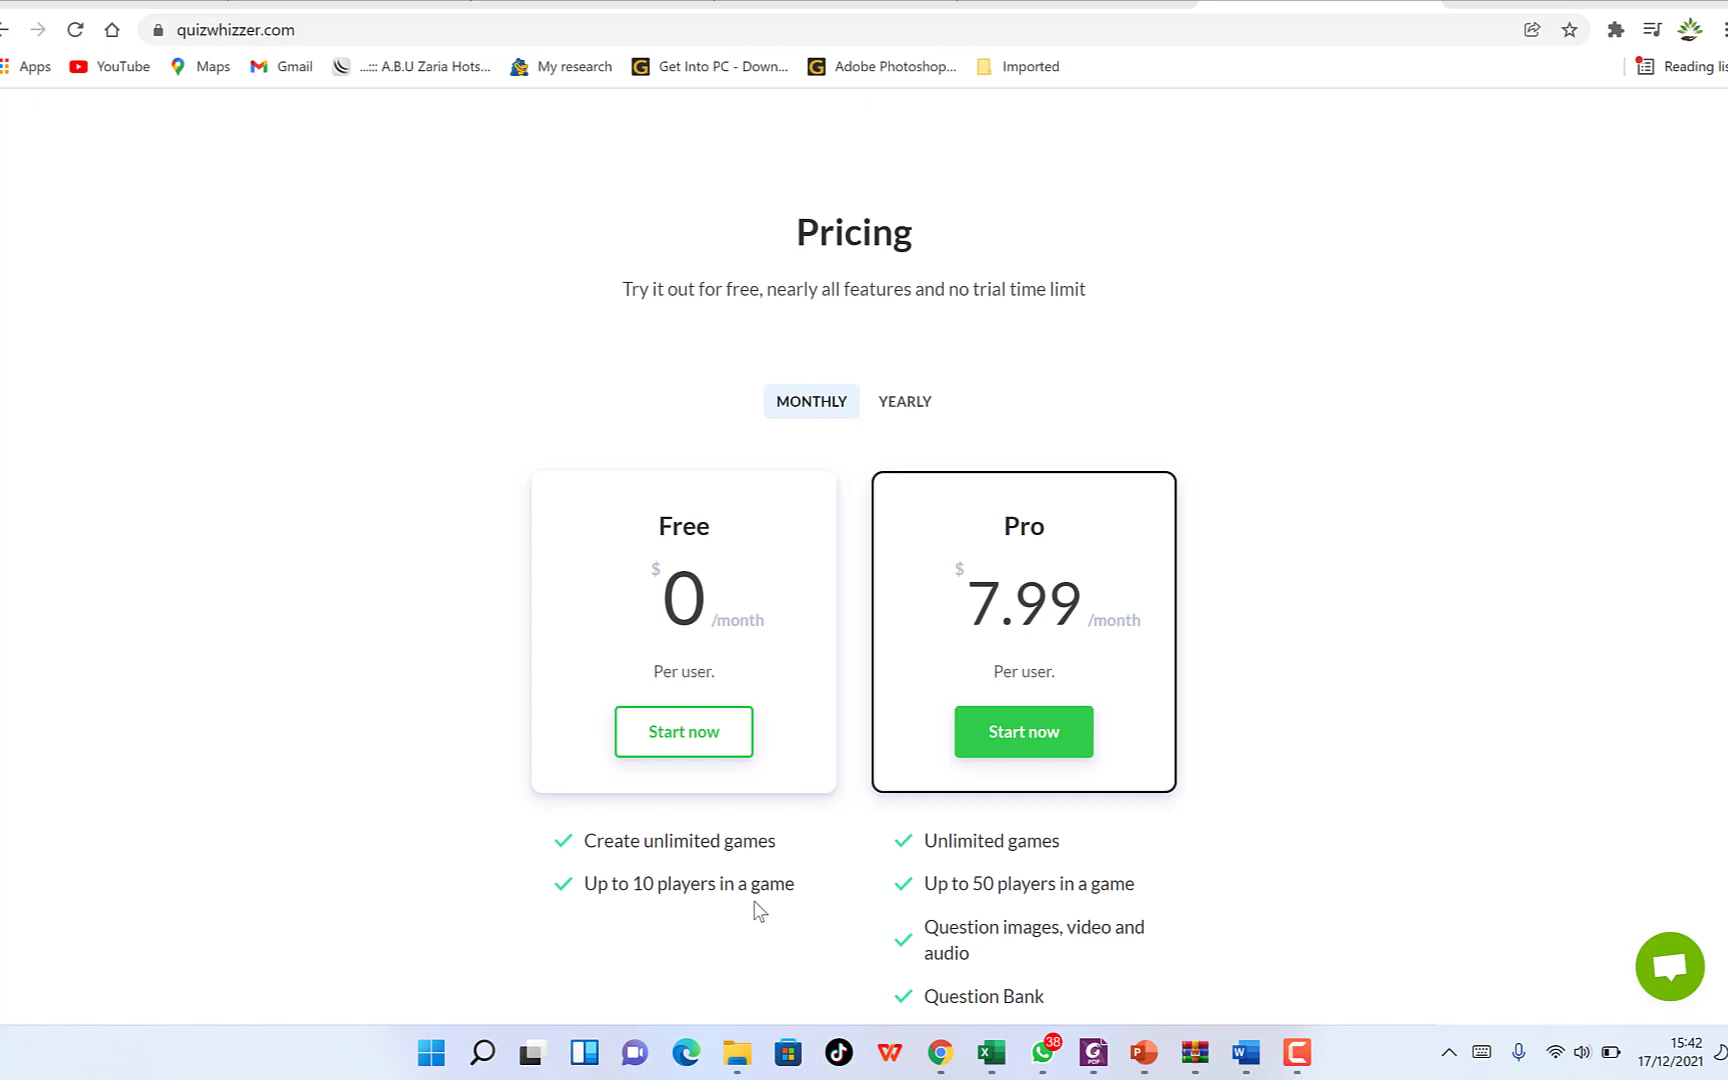 quizwhizzer.com
Apps YouTube Maps Gmail ...::: A.B.U Zaria Hots... My research Get Into PC - Down... Adobe Photoshop... Imported Reading lis
Pricing
Try it out for free, nearly all features and no trial time limit
MONTHLY YEARLY
Free
$ 0 /month
Per user.
Start now
Create unlimited games
Up to 10 players in a game
Pro
$ 7.99 /month
Per user.
Start now
Unlimited games
Up to 50 players in a game
Question images, video and
audio
Question Bank
38
15:42
17/12/2021